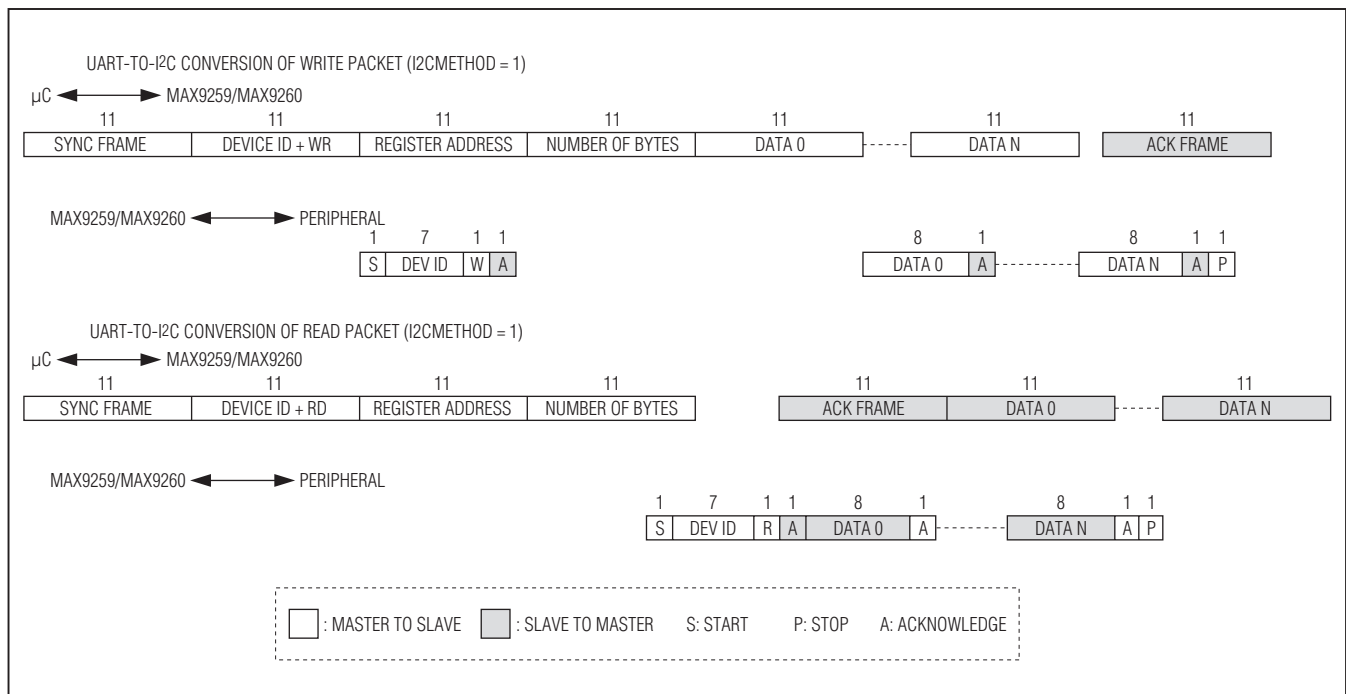 UART-TO-I2C CONVERSION OF WRITE PACKET (I2CMETHOD = 1)
µC MAX9259/MAX9260
11 11 11 11 11 11 11
SYNC FRAME DEVICE ID + WR REGISTER ADDRESS NUMBER OF BYTES DATA 0 DATA N ACK FRAME
MAX9259/MAX9260 PERIPHERAL
1 7 1 1 8 1 8 1 1
S DEV ID W A DATA 0 A DATA N A P
UART-TO-I2C CONVERSION OF READ PACKET (I2CMETHOD = 1)
µC MAX9259/MAX9260
11 11 11 11 11 11 11
SYNC FRAME DEVICE ID + RD REGISTER ADDRESS NUMBER OF BYTES ACK FRAME DATA 0 DATA N
MAX9259/MAX9260 PERIPHERAL
1 7 1 1 8 1 8 1 1
S DEV ID R A DATA 0 A DATA N A P
: MASTER TO SLAVE : SLAVE TO MASTER S: START P: STOP A: ACKNOWLEDGE